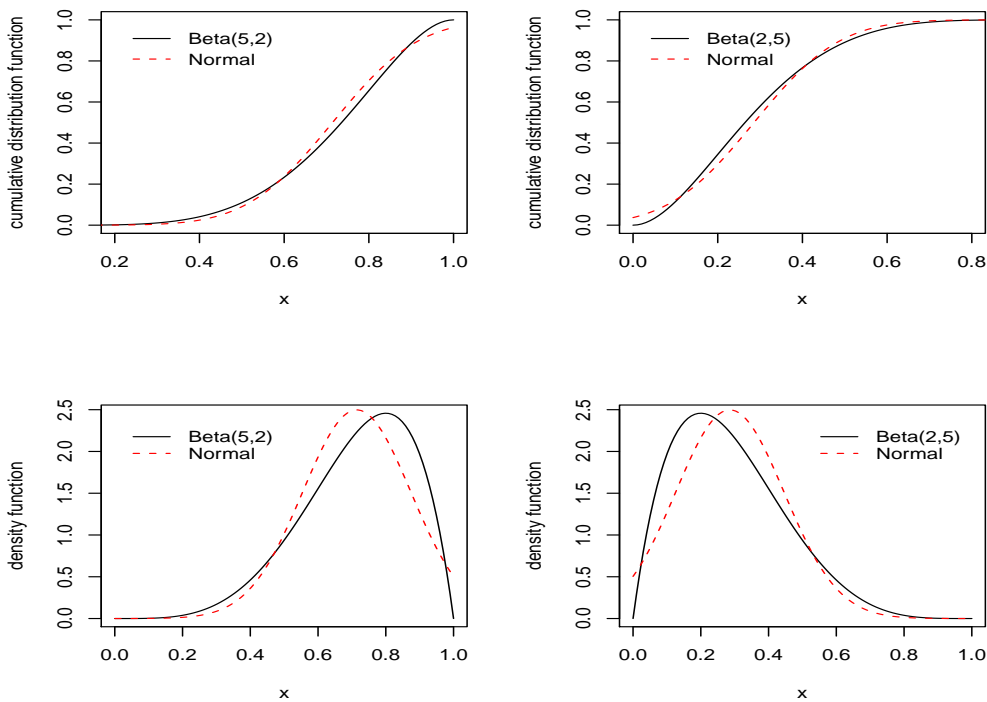 cumulative distribution function
0.0 0.2 0.4 0.6 0.8 1.0
Beta(5,2)
Normal
0.2 0.4 0.6 0.8 1.0
x
cumulative distribution function
0.0 0.2 0.4 0.6 0.8 1.0
Beta(2,5)
Normal
0.0 0.2 0.4 0.6 0.8
x
density function
0.0 0.5 1.0 1.5 2.0 2.5
Beta(5,2)
Normal
0.0 0.2 0.4 0.6 0.8 1.0
x
density function
0.0 0.5 1.0 1.5 2.0 2.5
Beta(2,5)
Normal
0.0 0.2 0.4 0.6 0.8 1.0
x